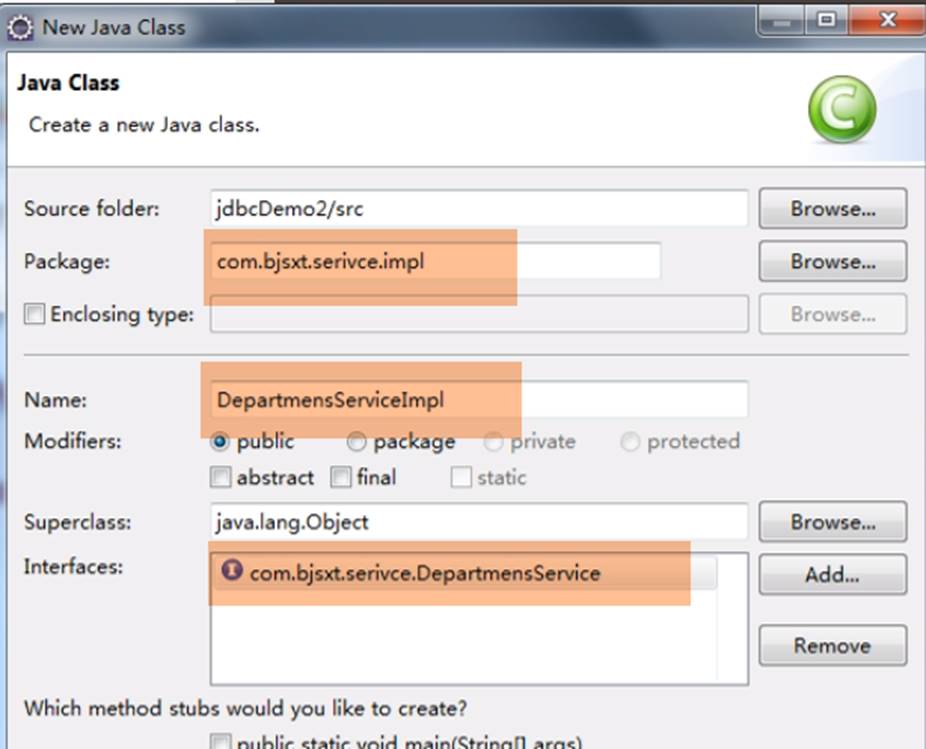 New Java Class
Java Class
Create a new Java class.
Source folder: jdbcDemo2/src Browse...
Package: com.bjsxt.serivce.impl Browse...
Enclosing type: Browse...
Name: DepartmensServiceImpl
Modifiers: public package private protected
abstract final static
Superclass: java.lang.Object Browse...
Interfaces: com.bjsxt.serivce.DepartmensService Add...
Remove
Which method stubs would you like to create?
public static void main(String[] args)